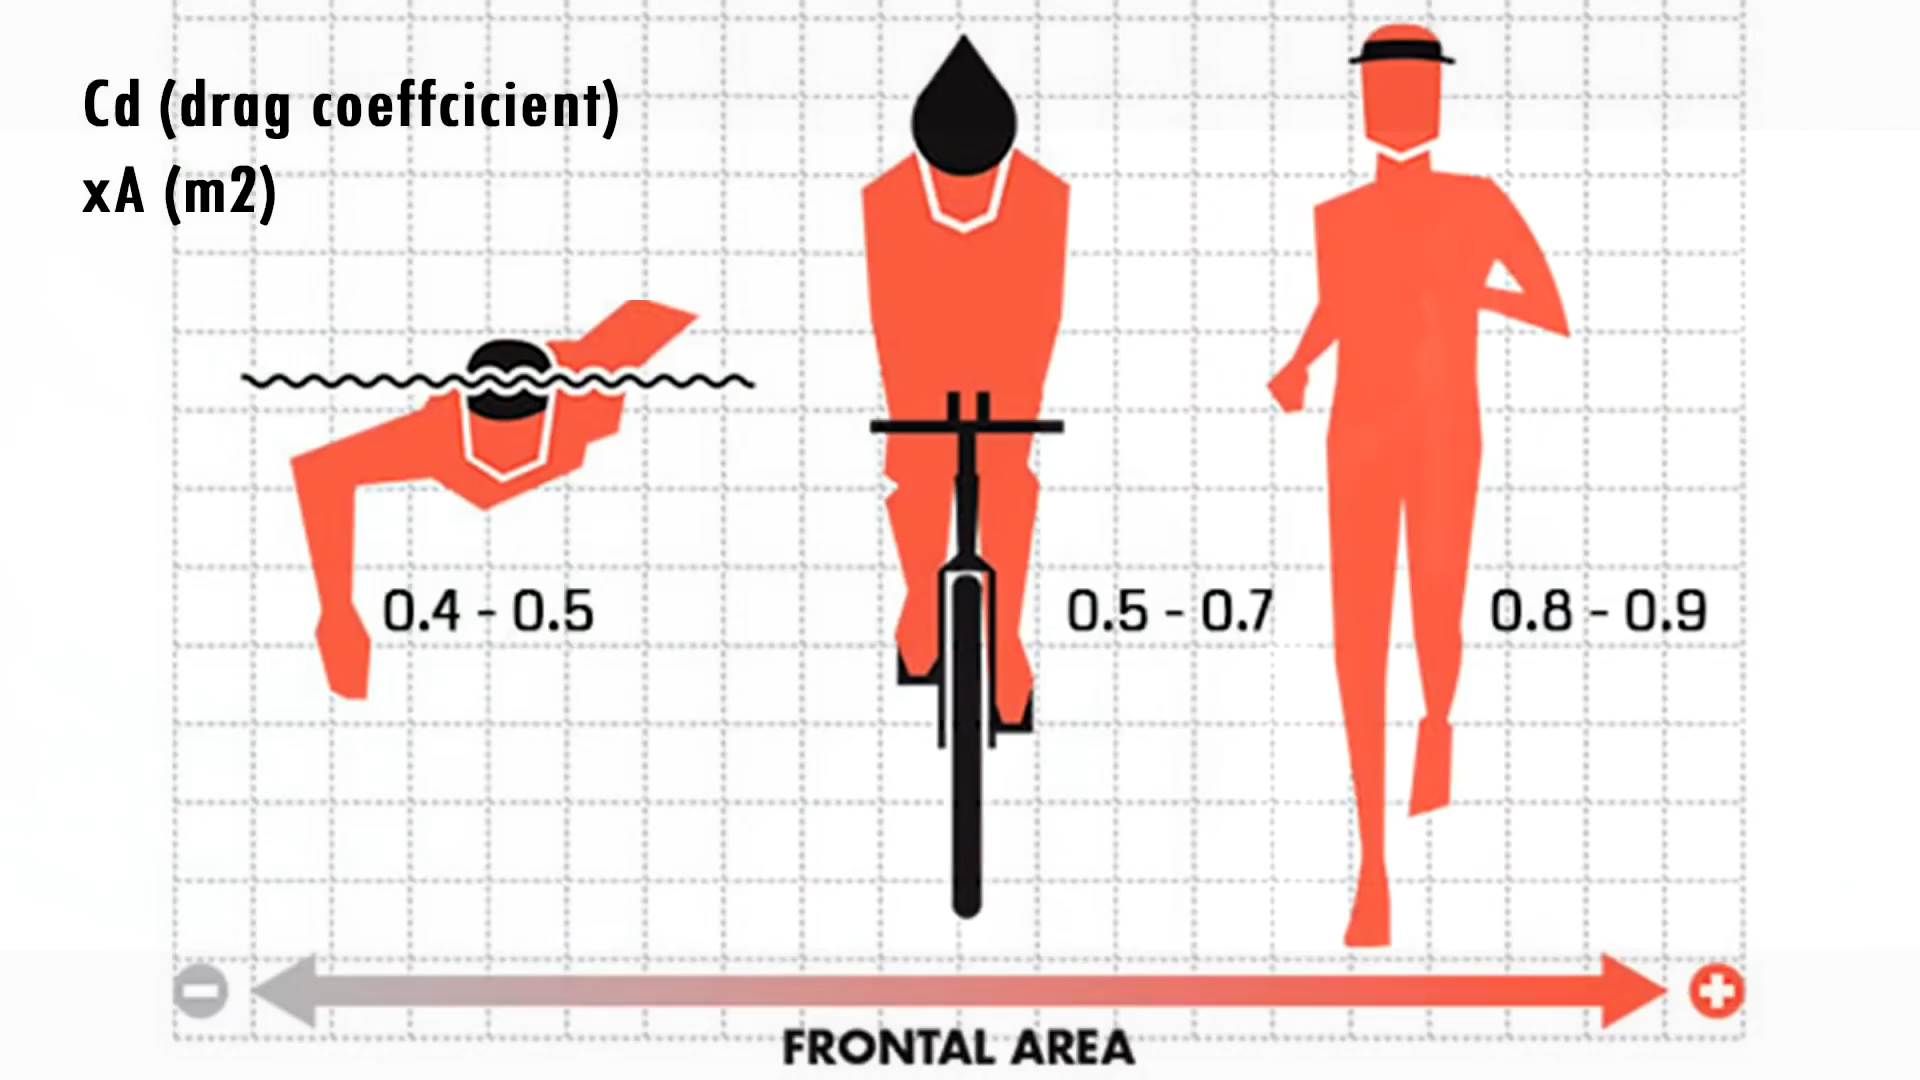 Cd (drag coeffcicient)
xA (m2)
0.4 - 0.5
0.5 - 0.7
0.8 - 0.9
FRONTAL AREA